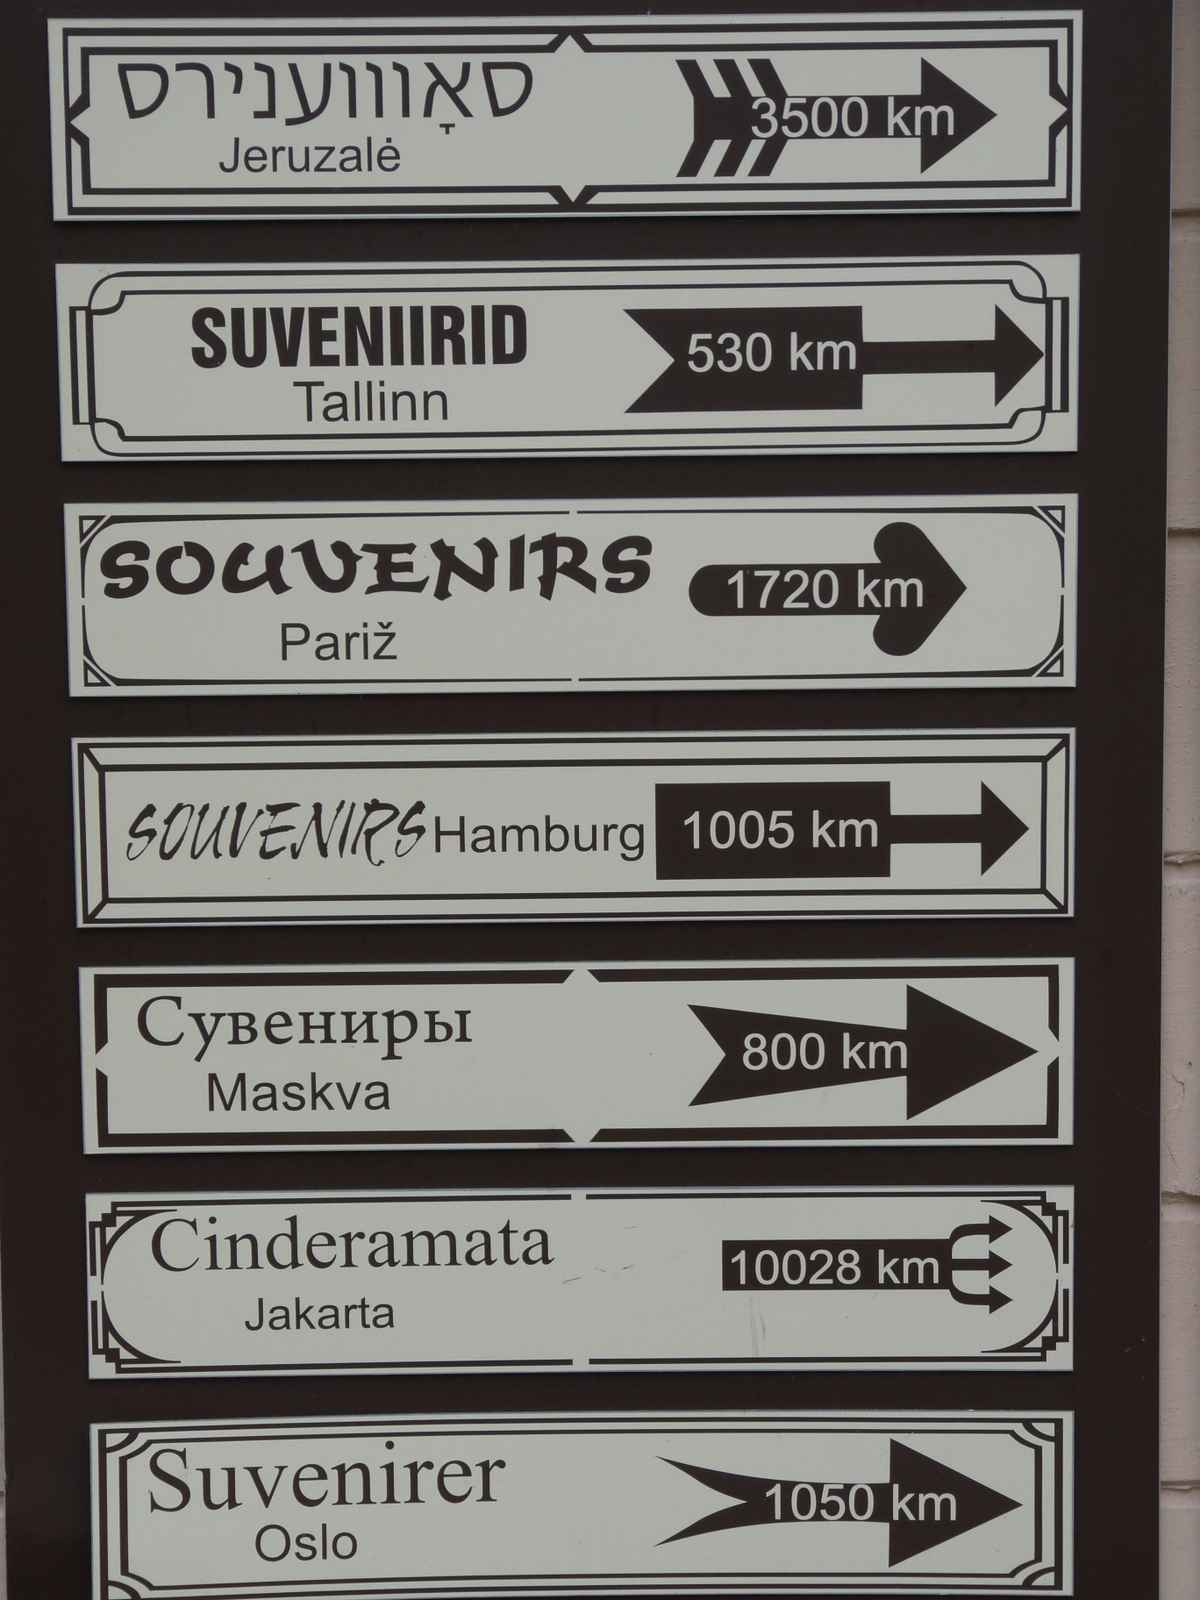 סאָווװענירס
3500 km
Jeruzalė
SUVENIIRID
530 km
Tallinn
SOUVENIRS
1720 km
Pariž
SOUVENIRS Hamburg 1005 km
Сувениры
800 km
Maskva
Cinderamata
10028 km
Jakarta
Suvenirer
1050 km
Oslo